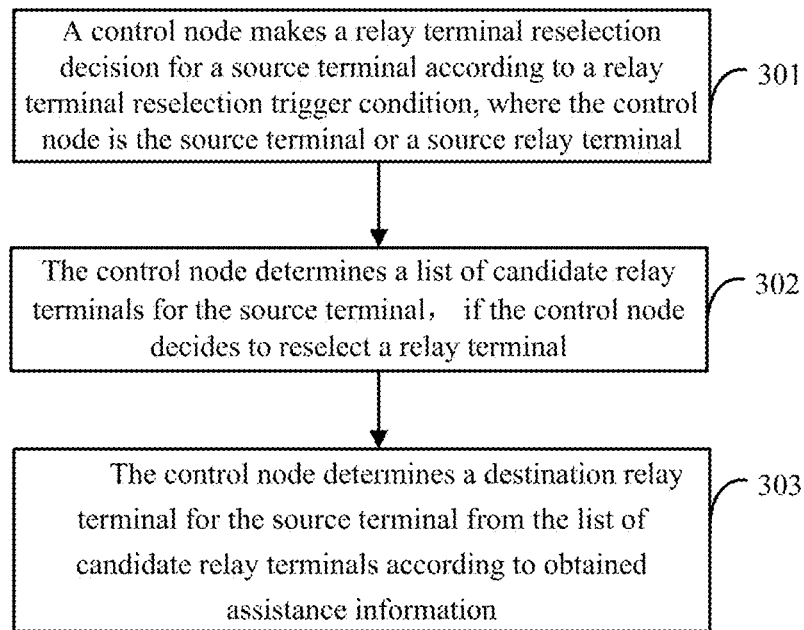 A control node makes a relay terminal reselection
decision for a source terminal according to a relay
terminal reselection trigger condition, where the control
node is the source terminal or a source relay terminal
301
The control node determines a list of candidate relay
terminals for the source terminal, if the control node
decides to reselect a relay terminal
302
The control node determines a destination relay
terminal for the source terminal from the list of
candidate relay terminals according to obtained
assistance information
303